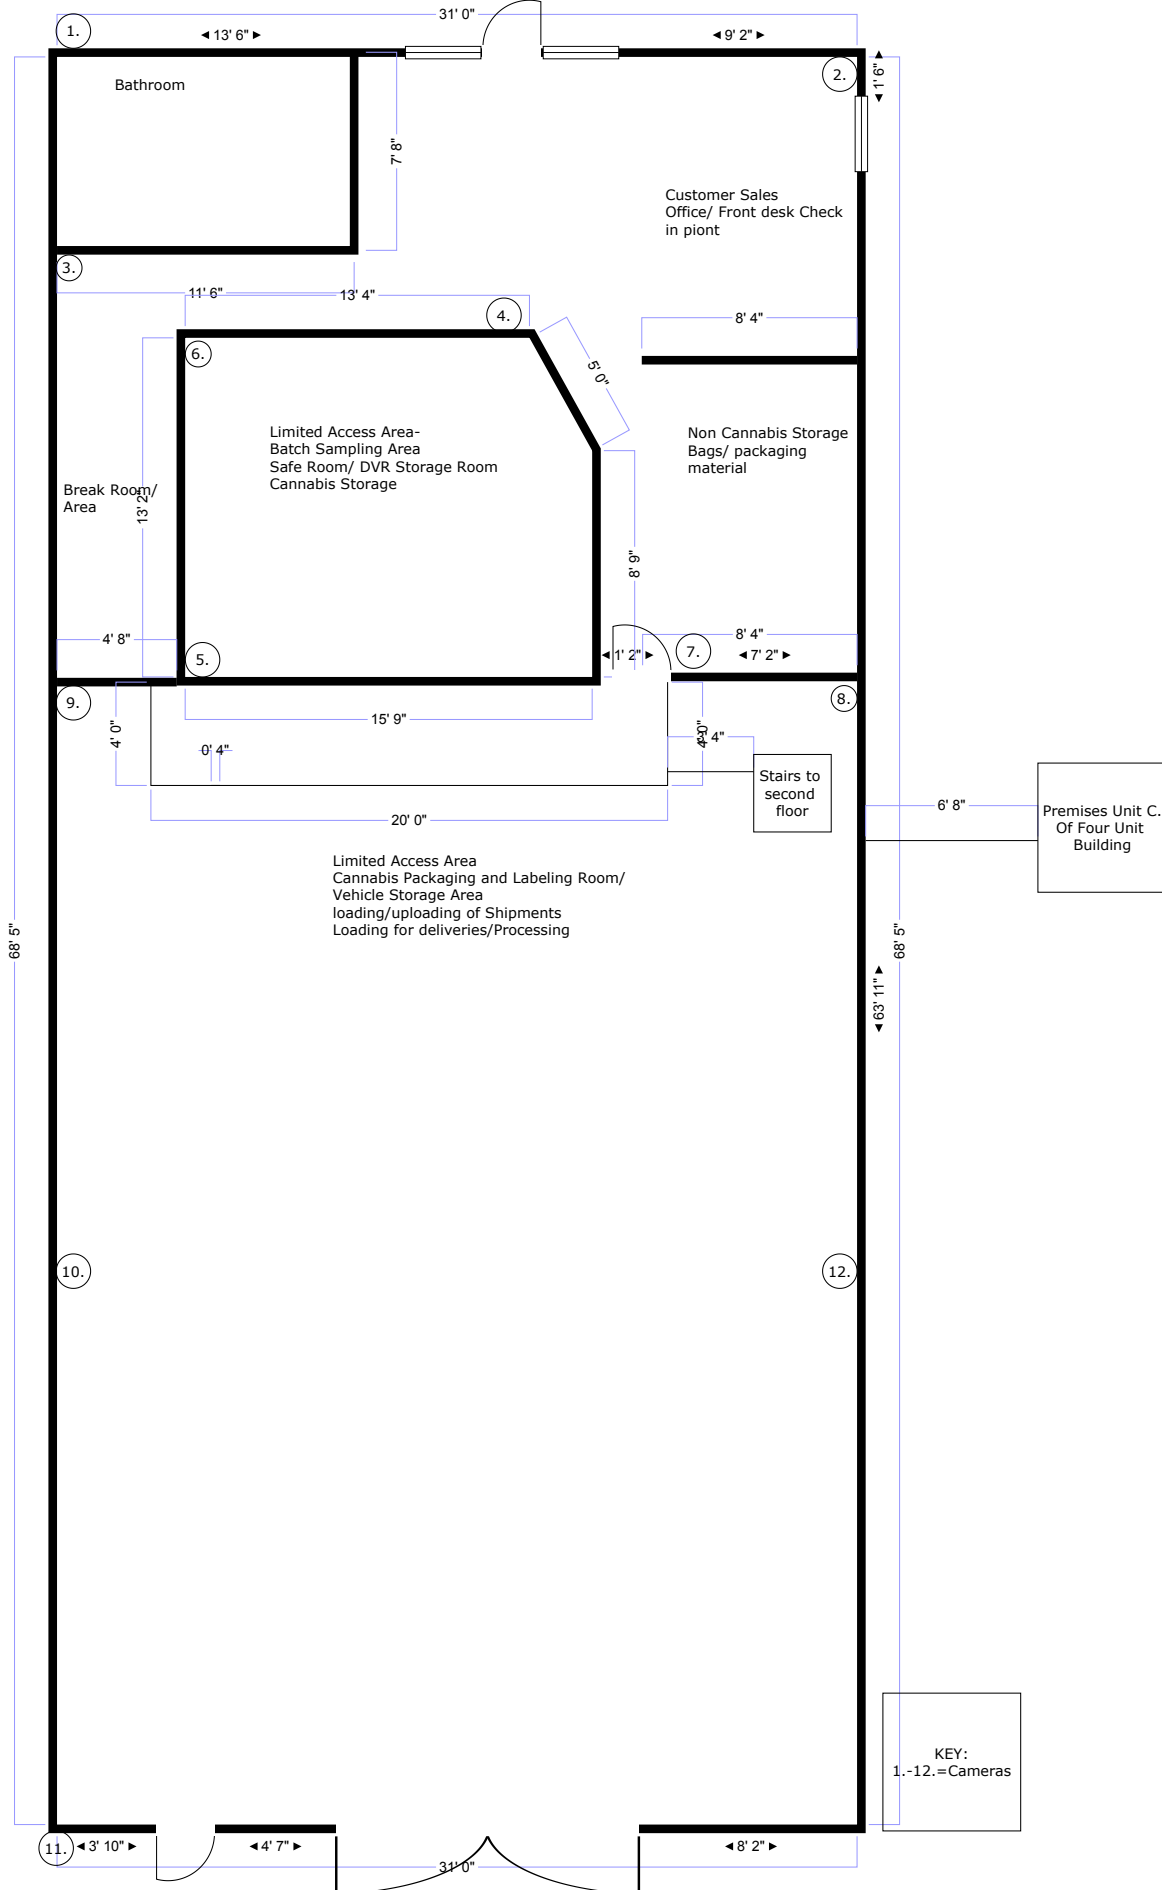 31' 0"
1.
13' 6"
9' 2"
2.
1' 6"
Bathroom
7' 8"
Customer Sales
Office/ Front desk Check
in piont
3.
11' 6"
13' 4"
4.
8' 4"
6.
5' 0"
Limited Access Area-
Batch Sampling Area
Safe Room/ DVR Storage Room
Cannabis Storage
Non Cannabis Storage
Bags/ packaging
material
Break Room/
Area
13' 2"
8' 9"
4' 8"
8' 4"
5.
1' 2"
7.
7' 2"
9.
8.
15' 9"
4' 0"
0' 4"
4' 0"
3' 4"
Stairs to
second
floor
20' 0"
6' 8"
Premises Unit C.
Of Four Unit
Building
Limited Access Area
Cannabis Packaging and Labeling Room/
Vehicle Storage Area
loading/uploading of Shipments
Loading for deliveries/Processing
68' 5"
68' 5"
63' 11"
10.
12.
KEY:
1.-12.=Cameras
11.
3' 10"
4' 7"
8' 2"
31' 0"